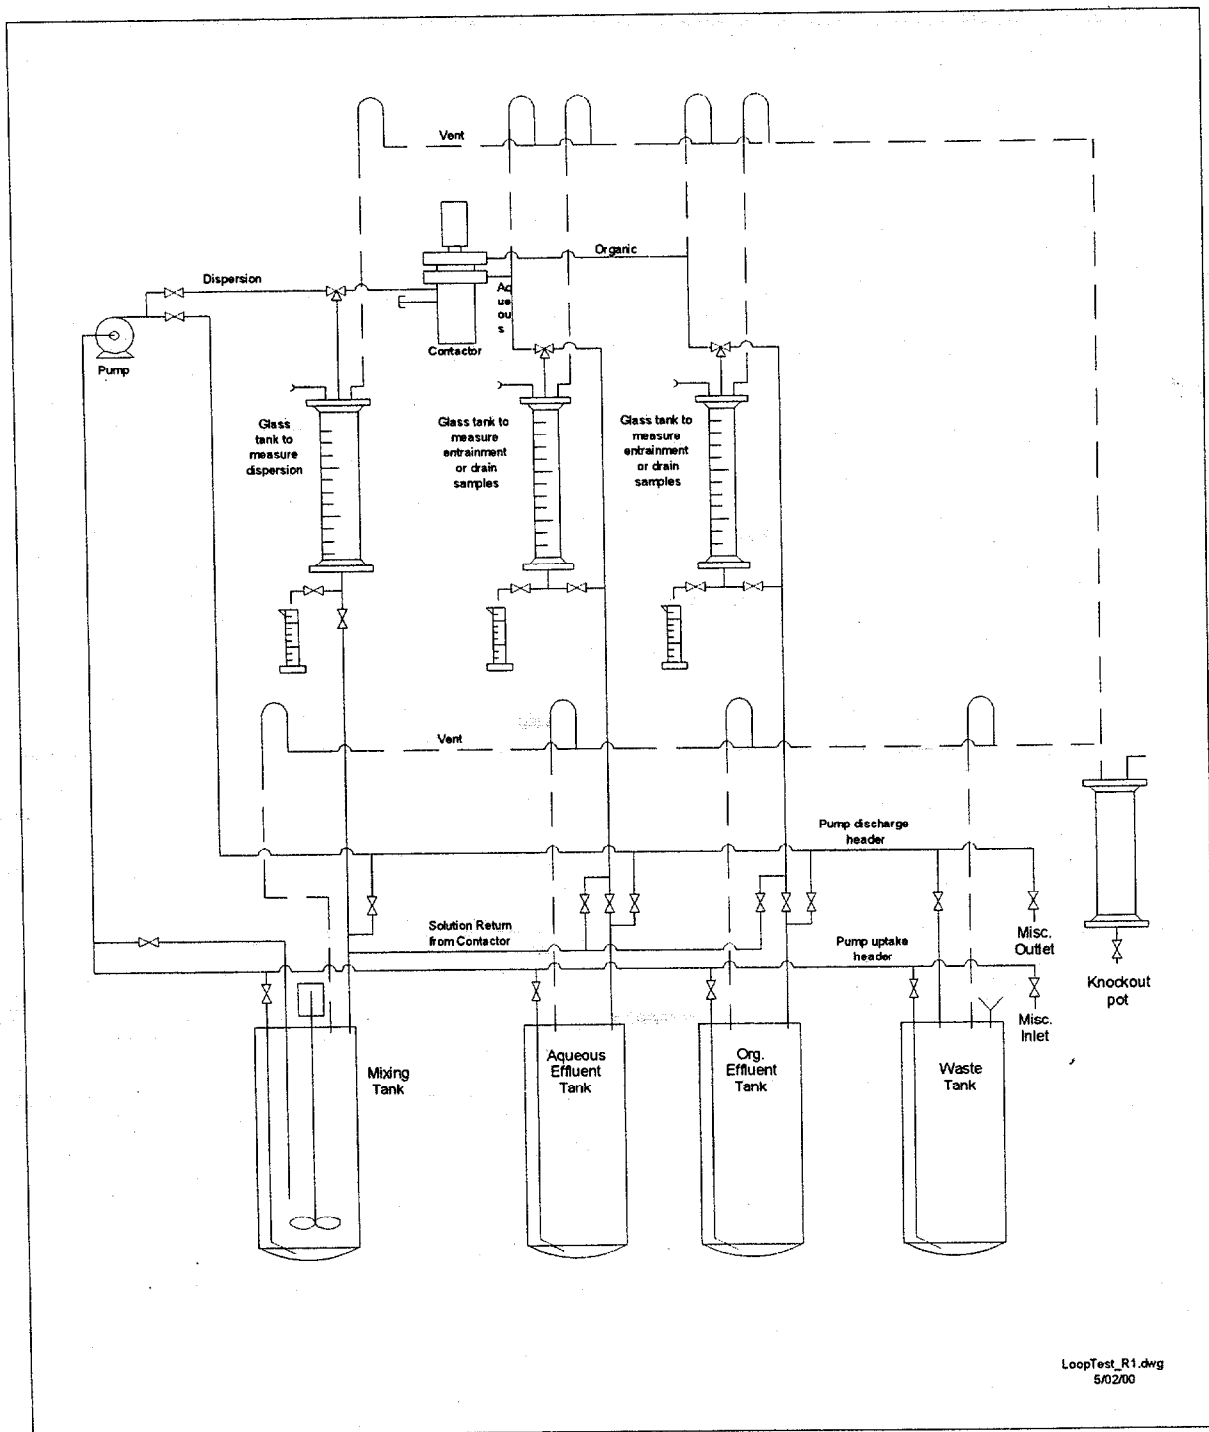 Vent
Organic
Dispersion
Aq
ue
ou
s
Contactor
Pump
Glass
tank to
measure
dispersion
Glass tank to
measure
entrainment
or drain
samples
Glass tank to
measure
entrainment
or drain
samples
Vent
Pump discharge
header
Solution Return
from Contactor
Pump uptake
header
Misc.
Outlet
Knockout
pot
Misc.
Inlet
Mixing
Tank
Aqueous
Effluent
Tank
Org.
Effluent
Tank
Waste
Tank
LoopTest_R1.dwg
5/02/00